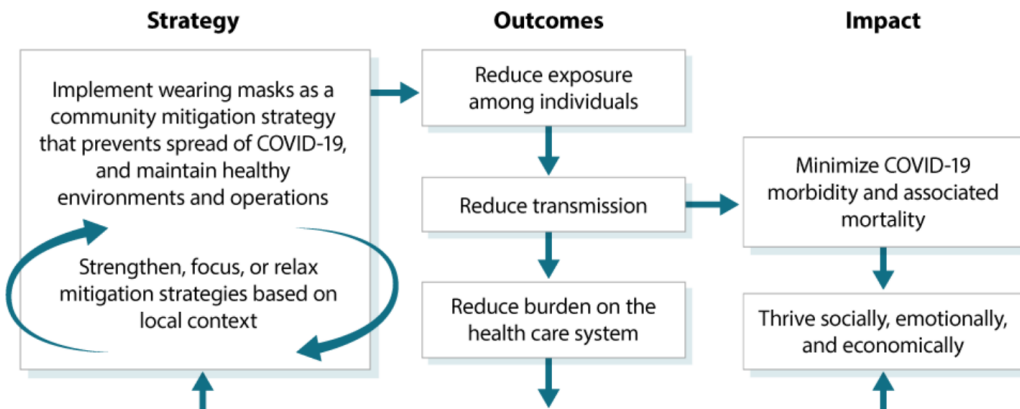 Strategy
Outcomes
Impact
Implement wearing masks as a
community mitigation strategy
that prevents spread of COVID-19,
and maintain healthy
environments and operations
Strengthen, focus, or relax
mitigation strategies based on
local context
Reduce exposure
among individuals
Reduce transmission
Reduce burden on the
health care system
Minimize COVID-19
morbidity and associated
mortality
Thrive socially, emotionally,
and economically